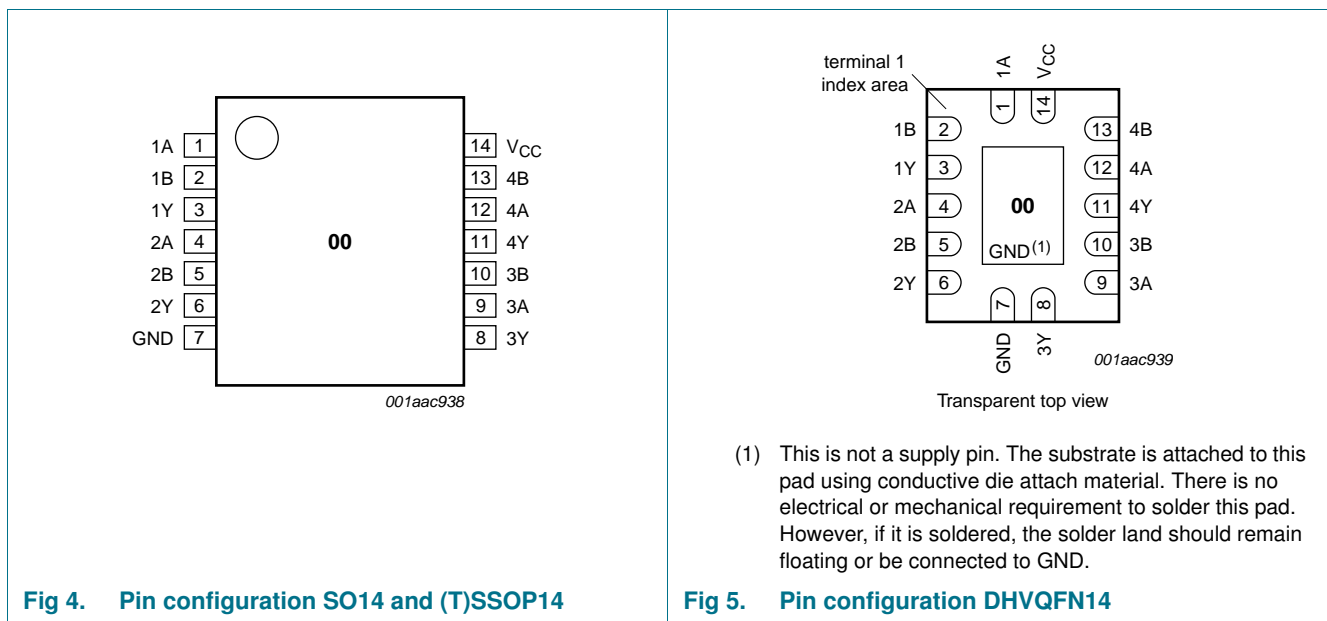 1A 1
1B 2
1Y 3
2A 4
2B 5
2Y 6
GND 7
00
14 VCC
13 4B
12 4A
11 4Y
10 3B
9 3A
8 3Y
001aac938
Fig 4. Pin configuration SO14 and (T)SSOP14
terminal 1
index area
1A
VCC
1
14
1B 2
1Y 3
2A 4
2B 5
2Y 6
00
GND(1)
13 4B
12 4A
11 4Y
10 3B
9 3A
7
8
GND
3Y
001aac939
Transparent top view
(1) This is not a supply pin. The substrate is attached to this
pad using conductive die attach material. There is no
electrical or mechanical requirement to solder this pad.
However, if it is soldered, the solder land should remain
floating or be connected to GND.
Fig 5. Pin configuration DHVQFN14